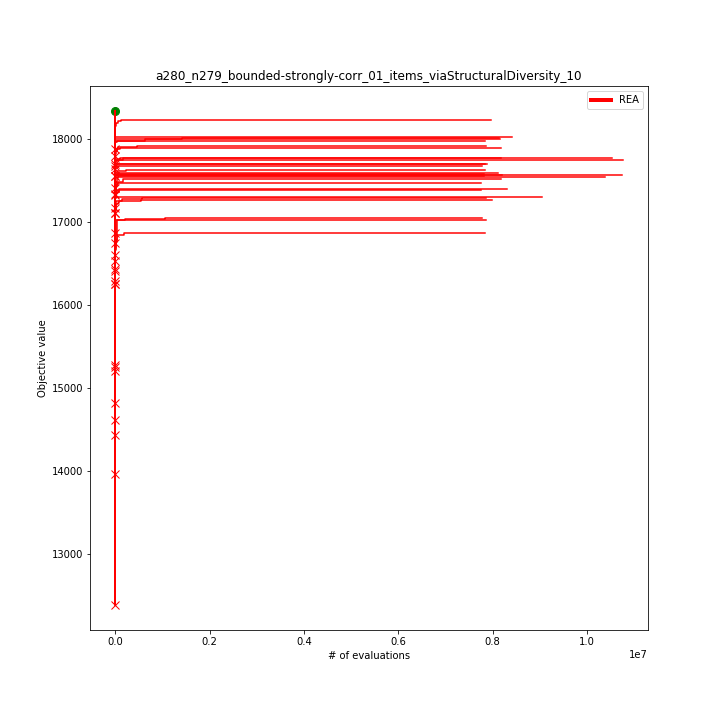 a280_n279_bounded-strongly-corr_01_items_viaStructuralDiversity_10
REA
18000
17000
16000
15000
14000
13000
Objective value
0.0 0.2 0.4 0.6 0.8 1.0
1e7
# of evaluations